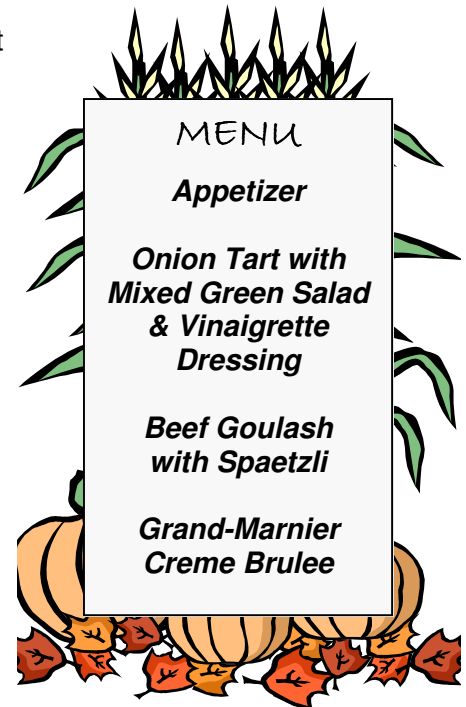 t
MENU
Appetizer
Onion Tart with
Mixed Green Salad
& Vinaigrette
Dressing
Beef Goulash
with Spaetzli
Grand-Marnier
Creme Brulee